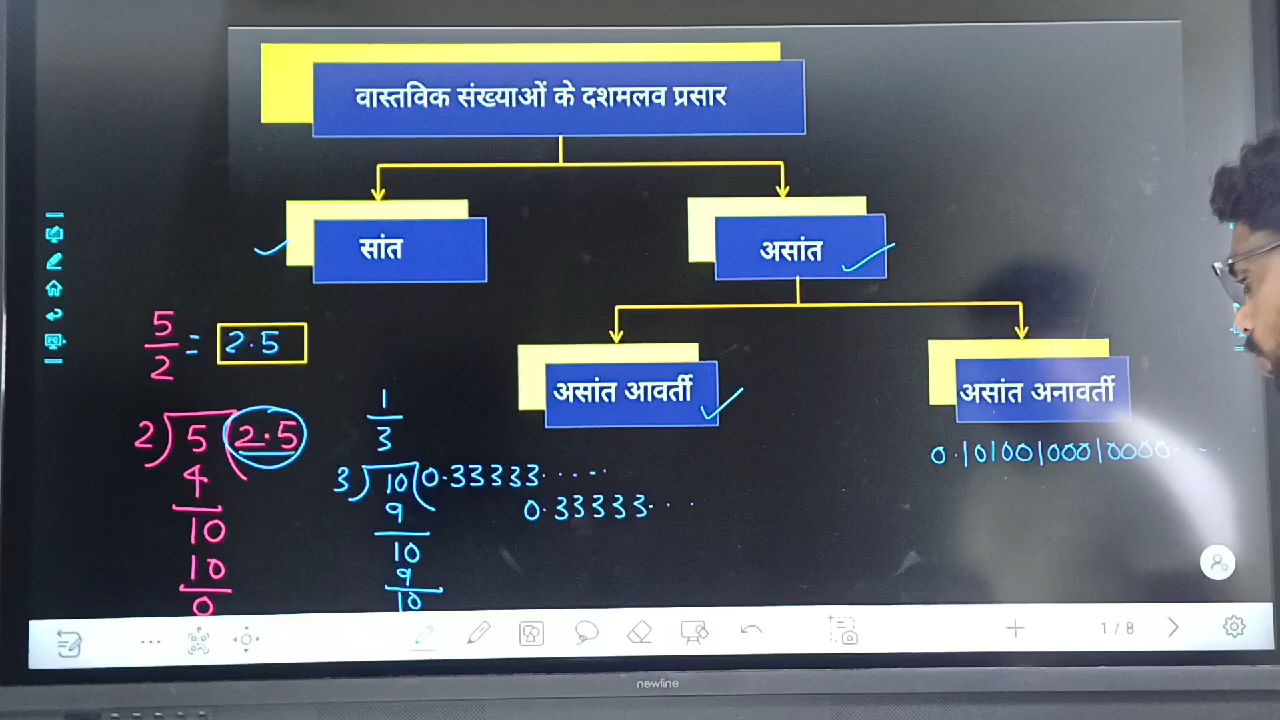 वास्तविक संख्याओं के दशमलव प्रसार
सांत
असांत
असांत आवर्ती
असांत अनावर्ती
5/2 = 2.5
2) 5 (2.5
4
10
10
0
1/3
3) 10 (0.33333.....
9
10
9
10
0.33333....
0.10100100010000....
1 / 8
newline